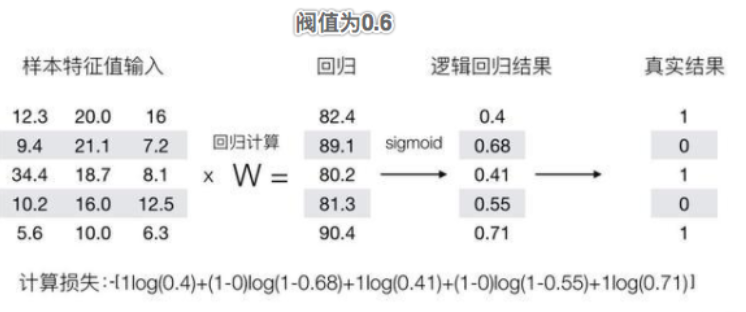 阀值为0.6
样本特征值输入 回归 逻辑回归结果 真实结果
12.3 20.0 16 82.4 0.4 1
9.4 21.1 7.2 回归计算 89.1 sigmoid 0.68 0
34.4 18.7 8.1 x W = 80.2 0.41 1
10.2 16.0 12.5 81.3 0.55 0
5.6 10.0 6.3 90.4 0.71 1
计算损失:-[1log(0.4)+(1-0)log(1-0.68)+1log(0.41)+(1-0)log(1-0.55)+1log(0.71)]